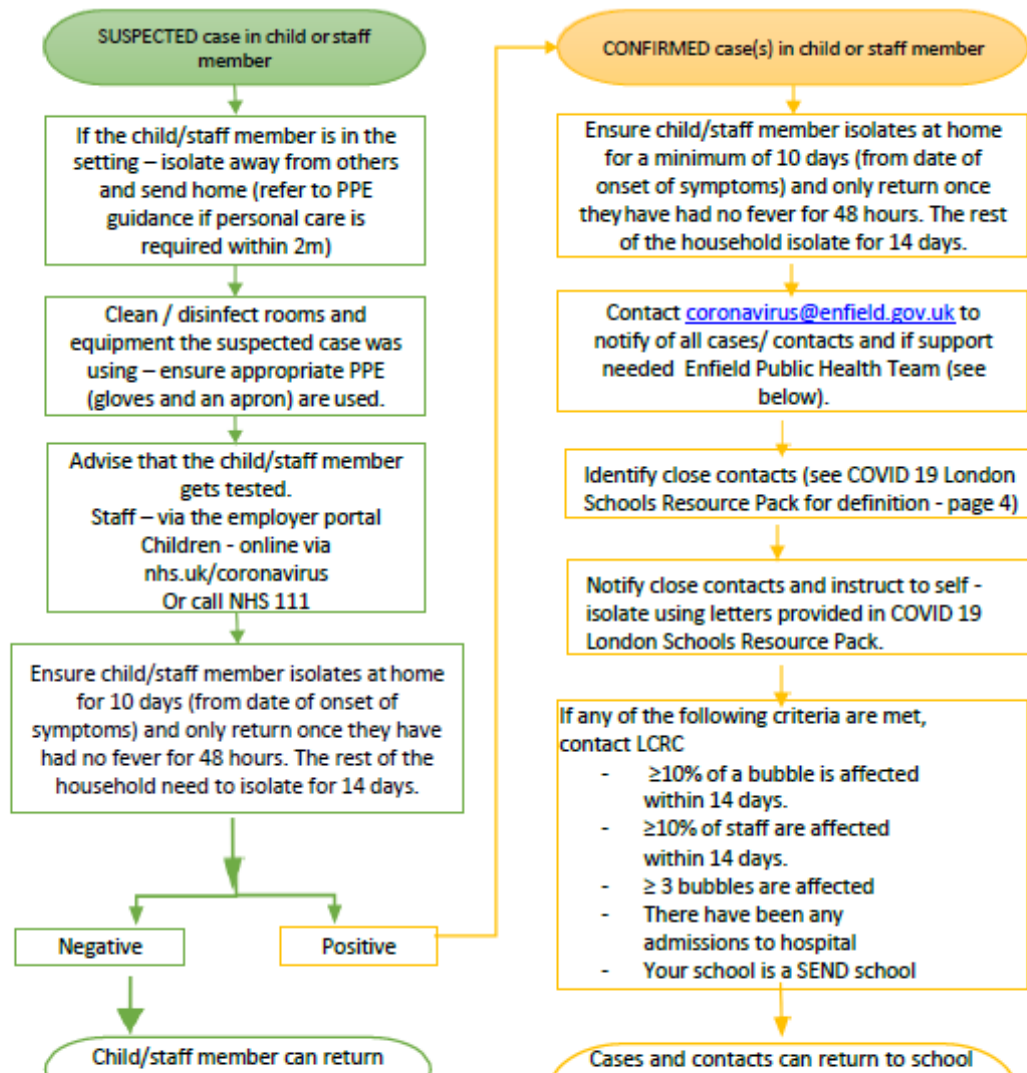 SUSPECTED case in child or staff
member
If the child/staff member is in the
setting – isolate away from others
and send home (refer to PPE
guidance if personal care is
required within 2m)
Clean / disinfect rooms and
equipment the suspected case was
using – ensure appropriate PPE
(gloves and an apron) are used.
Advise that the child/staff member
gets tested.
Staff – via the employer portal
Children - online via
nhs.uk/coronavirus
Or call NHS 111
Ensure child/staff member isolates at home
for 10 days (from date of onset of
symptoms) and only return once they have
had no fever for 48 hours. The rest of the
household need to isolate for 14 days.
Negative
Positive
Child/staff member can return
CONFIRMED case(s) in child or staff member
Ensure child/staff member isolates at home
for a minimum of 10 days (from date of
onset of symptoms) and only return once
they have had no fever for 48 hours. The rest
of the household isolate for 14 days.
Contact coronavirus@enfield.gov.uk to
notify of all cases/ contacts and if support
needed Enfield Public Health Team (see
below).
Identify close contacts (see COVID 19 London
Schools Resource Pack for definition - page 4)
Notify close contacts and instruct to self -
isolate using letters provided in COVID 19
London Schools Resource Pack.
If any of the following criteria are met,
contact LCRC
- ≥10% of a bubble is affected
within 14 days.
- ≥10% of staff are affected
within 14 days.
- ≥ 3 bubbles are affected
- There have been any
admissions to hospital
- Your school is a SEND school
Cases and contacts can return to school